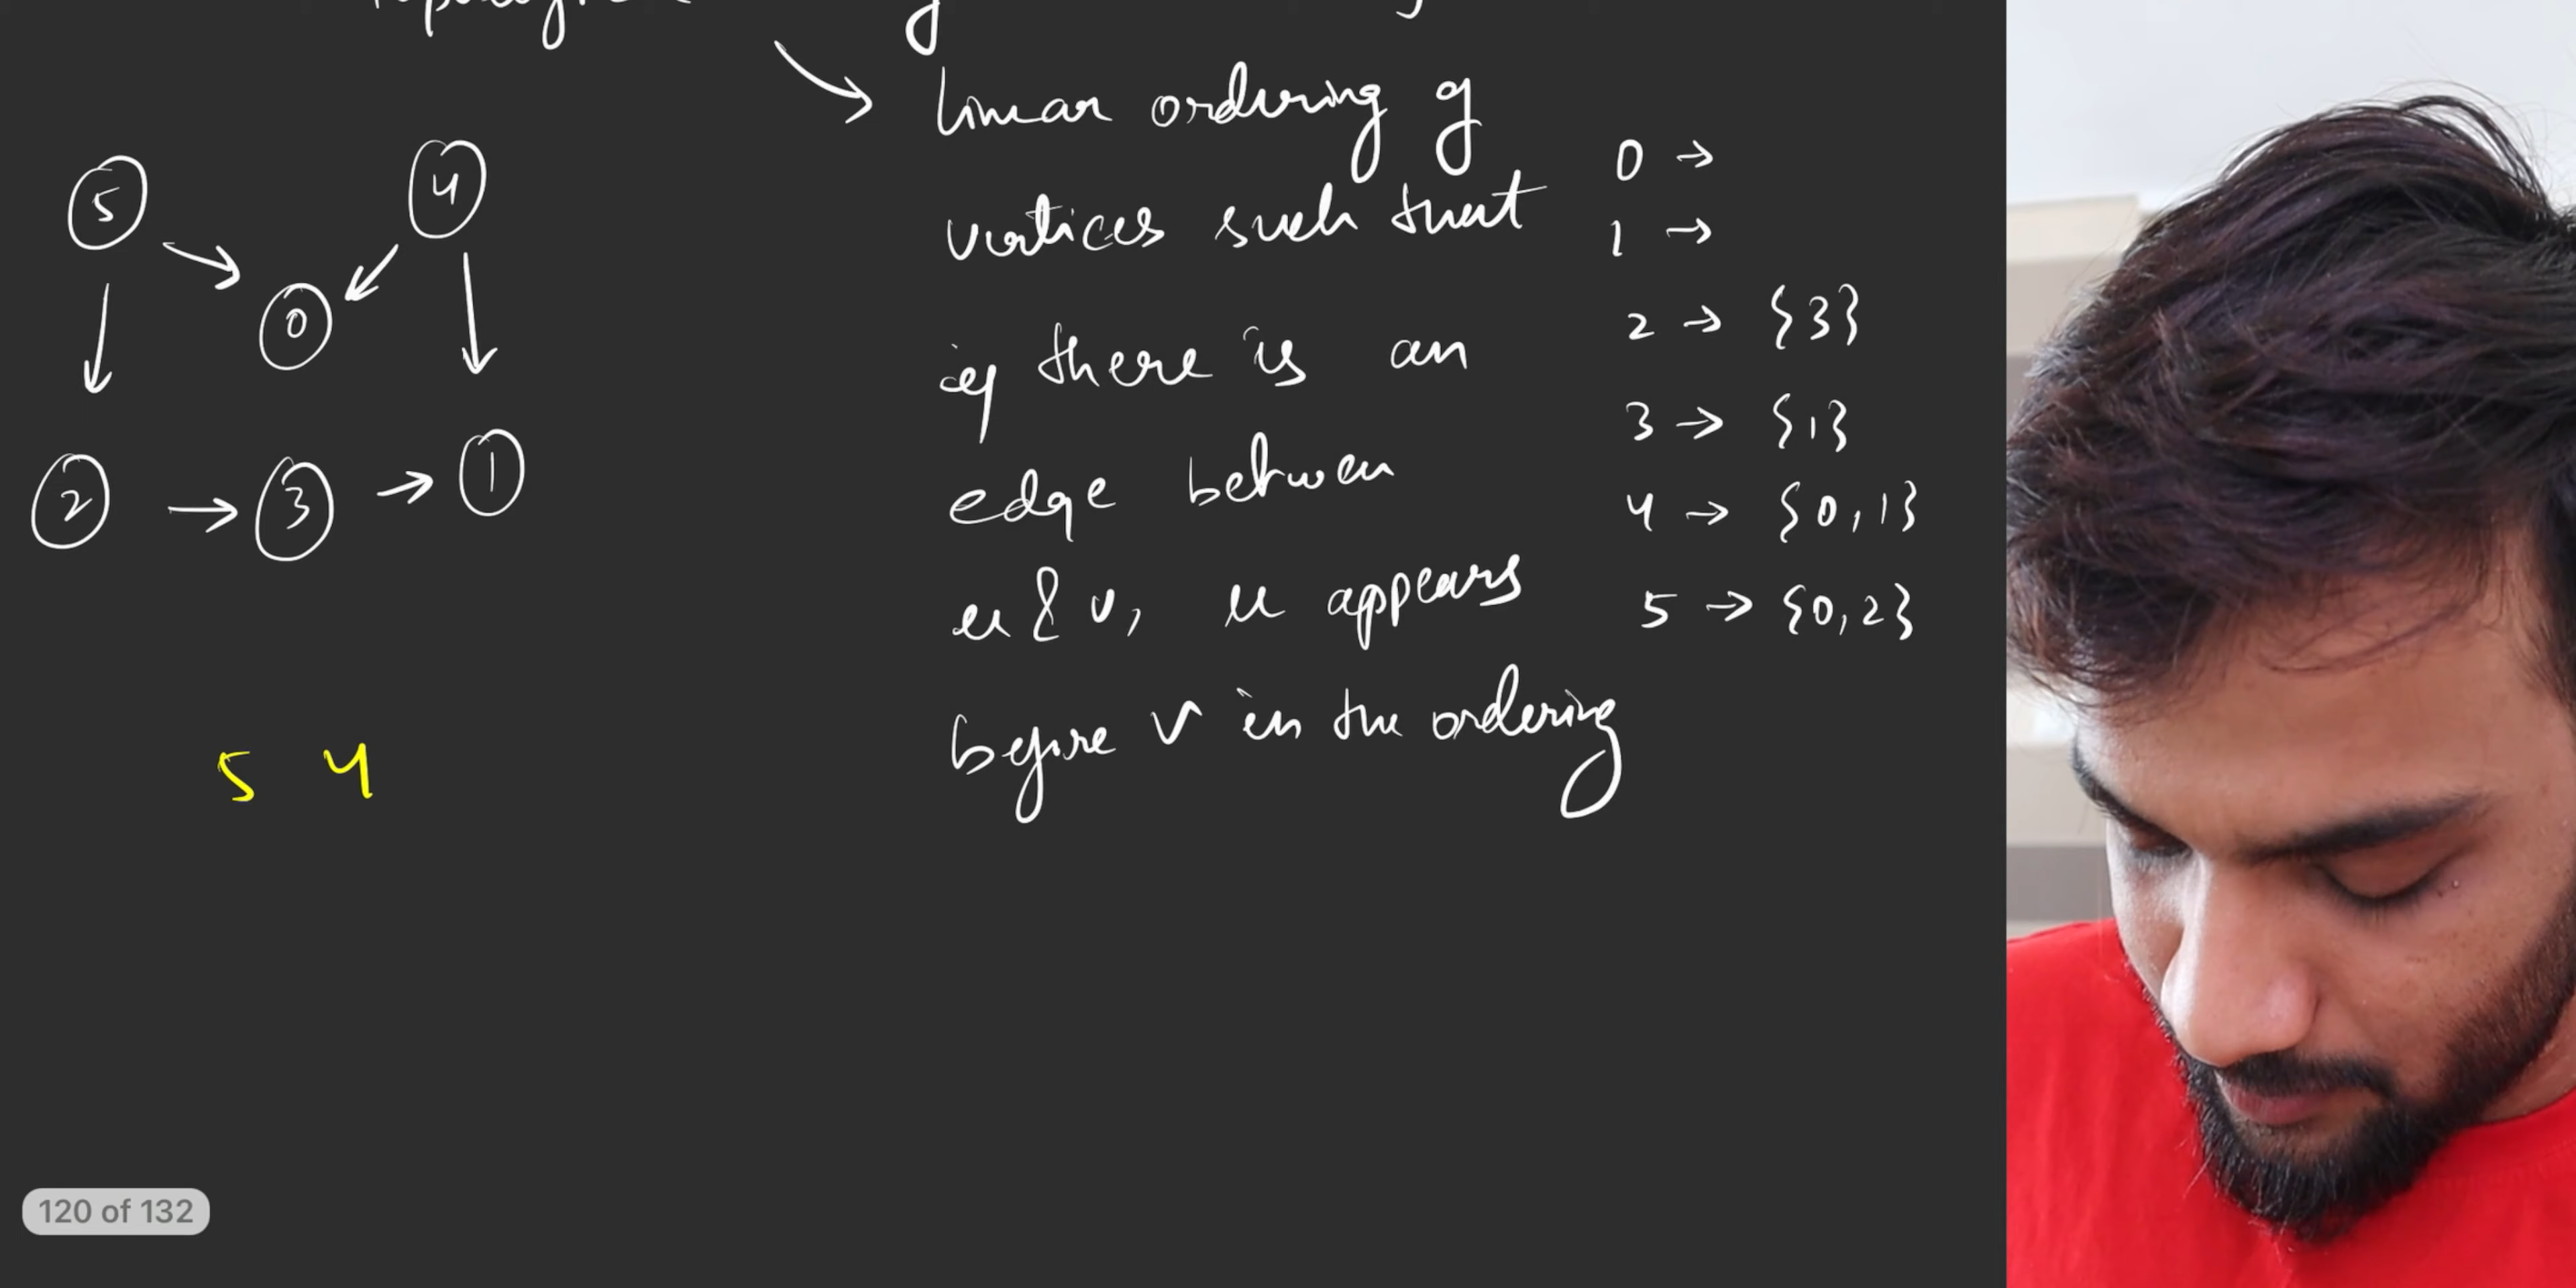 5
4
0
2 → 3 → 1
5 4
linear ordering of
vertices such that
if there is an
edge between
u & v, u appears
before v in the ordering
0 →
1 →
2 → {3}
3 → {1}
4 → {0,1}
5 → {0,2}
120 of 132